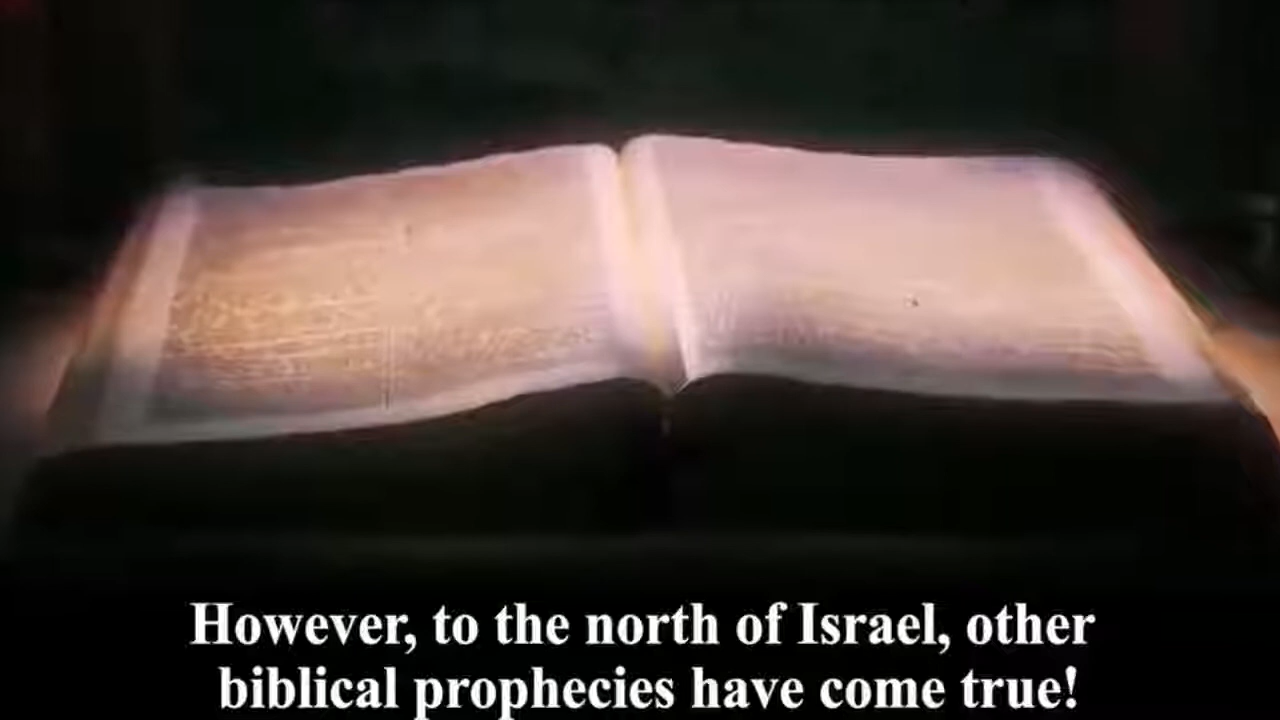 However, to the north of Israel, other
biblical prophecies have come true!